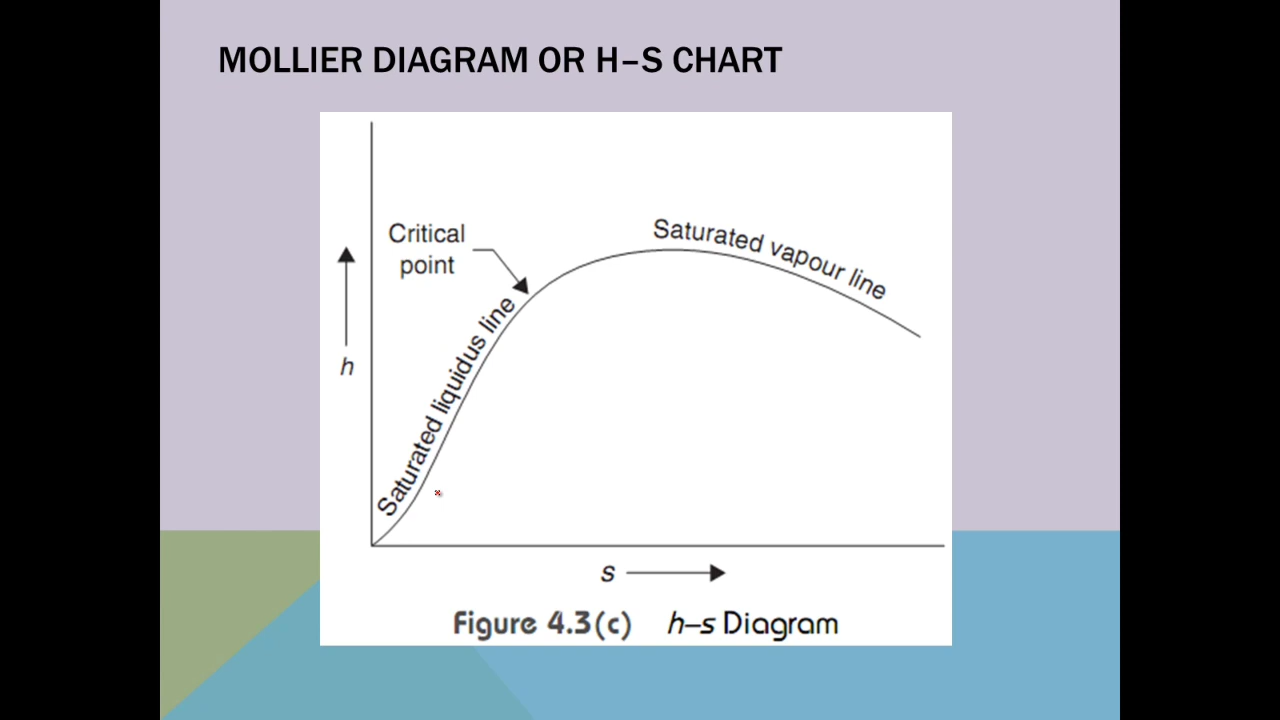 MOLLIER DIAGRAM OR H–S CHART
Critical
point
Saturated vapour line
Saturated liquidus line
h
s
Figure 4.3(c) h–s Diagram